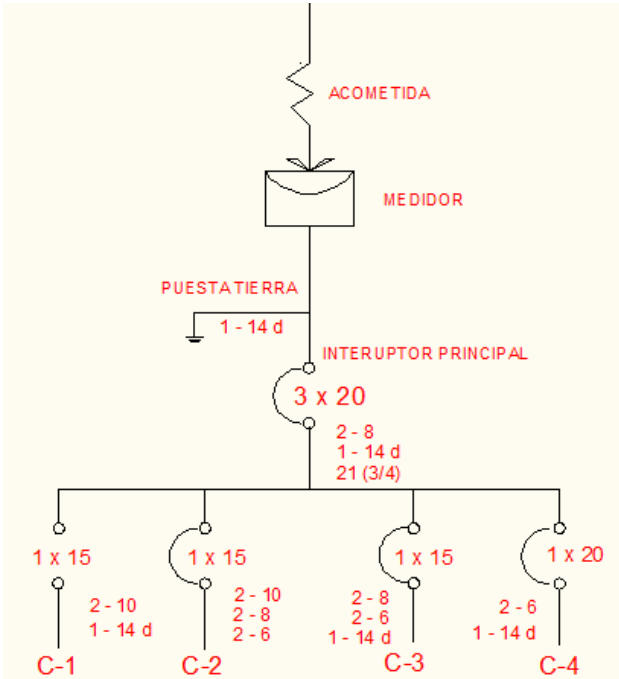 ACOMETIDA
MEDIDOR
PUESTA TIERRA
1 - 14 d
INTERUPTOR PRINCIPAL
3 x 20
2 - 8
1 - 14 d
21 (3/4)
1 x 15
2 - 10
1 - 14 d
C-1
1 x 15
2 - 10
2 - 8
2 - 6
C-2
1 x 15
2 - 8
2 - 6
1 - 14 d
C-3
1 x 20
2 - 6
1 - 14 d
C-4